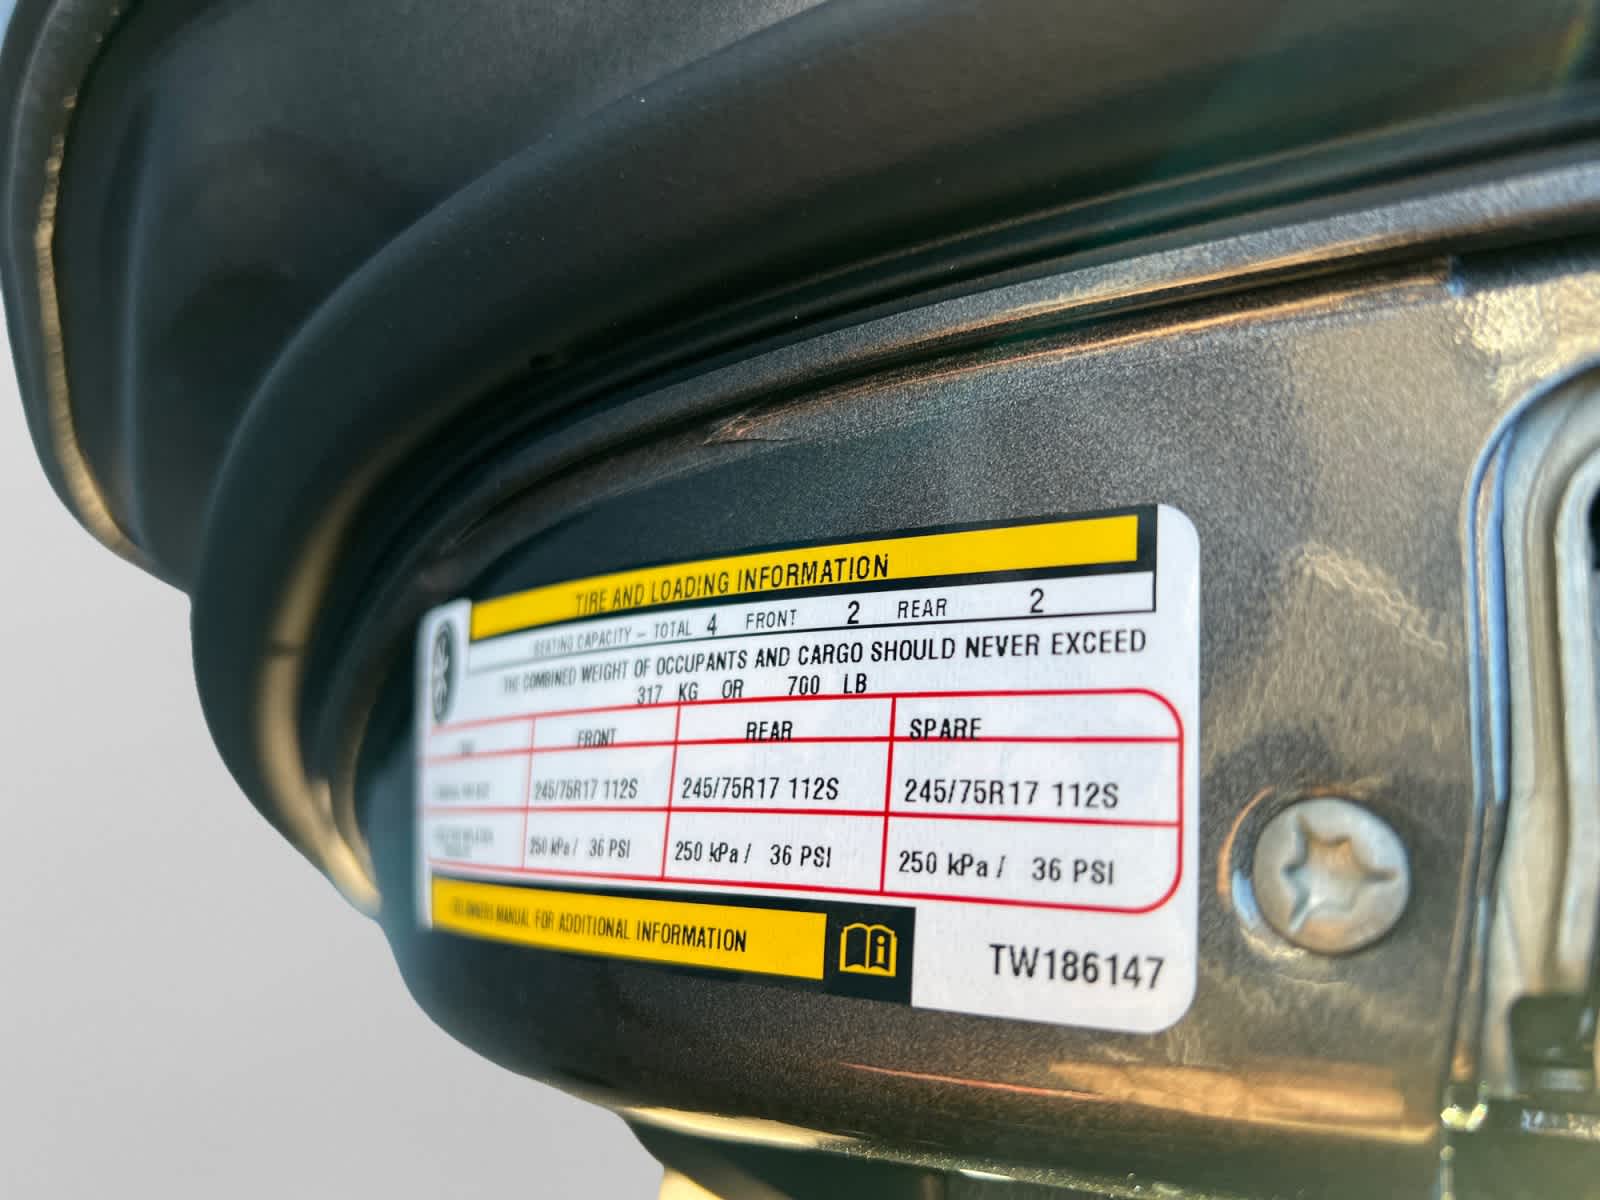 TIRE AND LOADING INFORMATION
SEATING CAPACITY – TOTAL 4 FRONT 2 REAR 2
THE COMBINED WEIGHT OF OCCUPANTS AND CARGO SHOULD NEVER EXCEED
317 KG OR 700 LB
FRONT REAR SPARE
245/75R17 112S 245/75R17 112S 245/75R17 112S
250 kPa / 36 PSI 250 kPa / 36 PSI 250 kPa / 36 PSI
OWNERS MANUAL FOR ADDITIONAL INFORMATION
TW186147